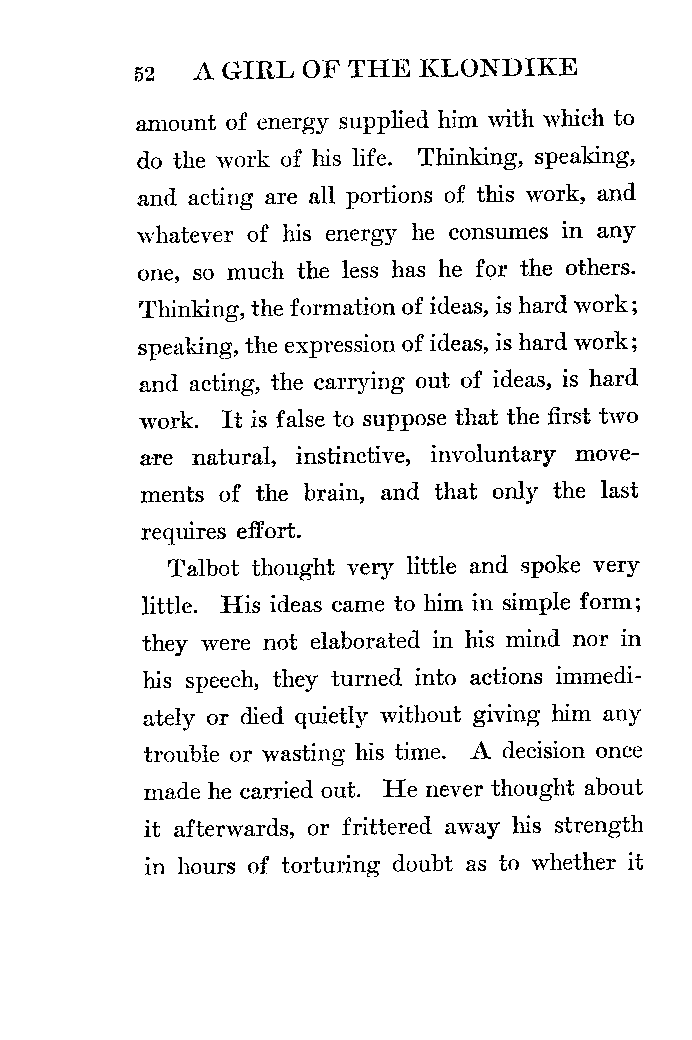 52 A GIRL OF THE KLONDIKE
amount of energy supplied him with which to
do the work of his life. Thinking, speaking,
and acting are all portions of this work, and
whatever of his energy he consumes in any
one, so much the less has he for the others.
Thinking, the formation of ideas, is hard work;
speaking, the expression of ideas, is hard work;
and acting, the carrying out of ideas, is hard
work. It is false to suppose that the first two
are natural, instinctive, involuntary move-
ments of the brain, and that only the last
requires effort.
Talbot thought very little and spoke very
little. His ideas came to him in simple form;
they were not elaborated in his mind nor in
his speech, they turned into actions immedi-
ately or died quietly without giving him any
trouble or wasting his time. A decision once
made he carried out. He never thought about
it afterwards, or frittered away his strength
in hours of torturing doubt as to whether it